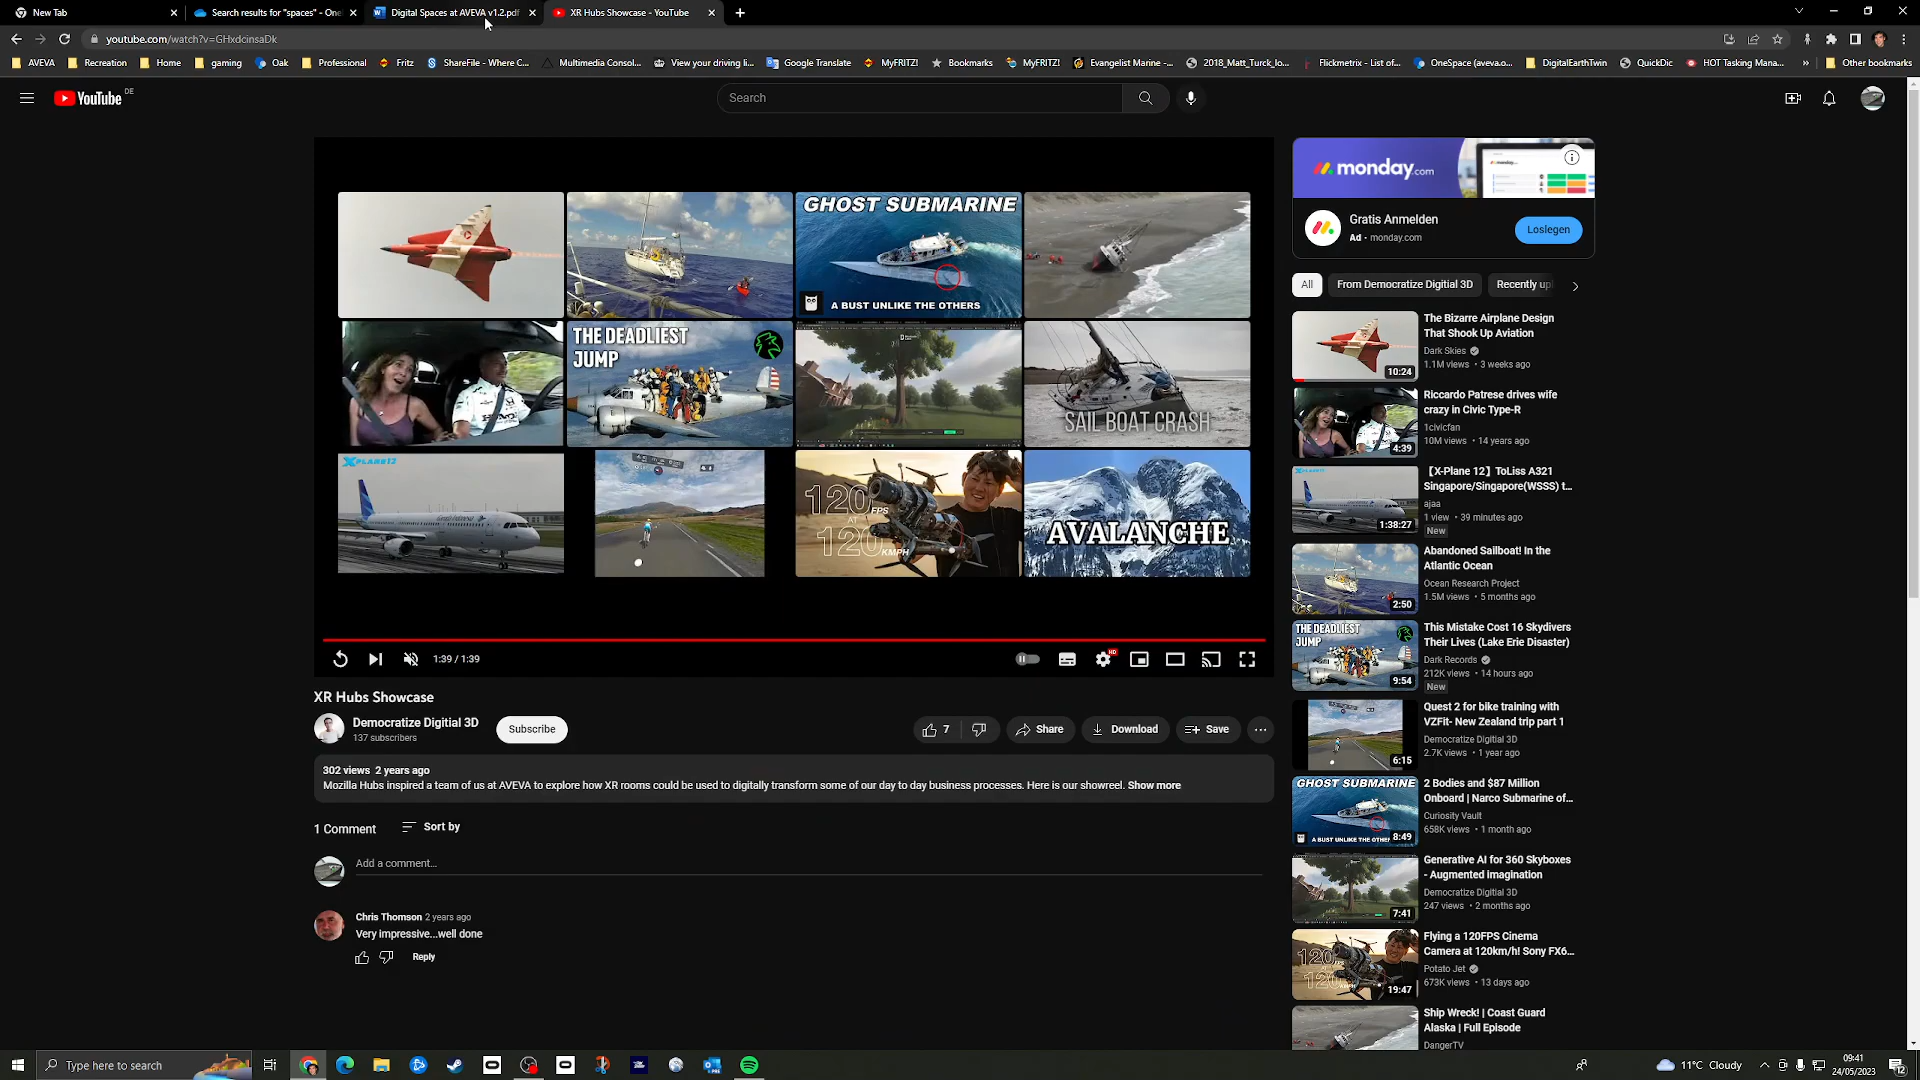 New Tab
Search results for "spaces" - One
Digital Spaces at AVEVA v1.2.pdf
XR Hubs Showcase - YouTube
youtube.com/watch?v=GHxdcinsaDk
AVEVA
Recreation
Home
gaming
Oak
Professional
Fritz
ShareFile - Where C...
Multimedia Consol...
View your driving li...
Google Translate
MyFRITZ!
Bookmarks
MyFRITZ!
Evangelist Marine -...
2018_Matt_Turck_lo...
Flickmetrix - List of...
OneSpace (aveva.o...
DigitalEarthTwin
QuickDic
HOT Tasking Mana...
»
Other bookmarks
YouTube DE
Search
GHOST SUBMARINE
A BUST UNLIKE THE OTHERS
THE DEADLIEST
JUMP
SAIL BOAT CRASH
120 FPS
AT
120 KMPH
AVALANCHE
1:39 / 1:39
HD
XR Hubs Showcase
Democratize Digitial 3D
137 subscribers
Subscribe
7
Share
Download
Save
302 views 2 years ago
Mozilla Hubs inspired a team of us at AVEVA to explore how XR rooms could be used to digitally transform some of our day to day business processes. Here is our showreel. Show more
1 Comment
Sort by
Add a comment...
Chris Thomson 2 years ago
Very impressive...well done
Reply
monday.com
Gratis Anmelden
Ad • monday.com
Loslegen
All
From Democratize Digitial 3D
Recently upl
The Bizarre Airplane Design
That Shook Up Aviation
Dark Skies
1.1M views • 3 weeks ago
10:24
Riccardo Patrese drives wife
crazy in Civic Type-R
1civicfan
10M views • 14 years ago
4:39
【X-Plane 12】ToLiss A321
Singapore/Singapore(WSSS) t...
ajaa
1 view • 39 minutes ago
New
1:38:27
Abandoned Sailboat! In the
Atlantic Ocean
Ocean Research Project
1.5M views • 5 months ago
2:50
THE DEADLIEST
JUMP
This Mistake Cost 16 Skydivers
Their Lives (Lake Erie Disaster)
Dark Records
212K views • 14 hours ago
New
9:54
Quest 2 for bike training with
VZFit- New Zealand trip part 1
Democratize Digitial 3D
2.7K views • 1 year ago
6:15
GHOST SUBMARINE
2 Bodies and $87 Million
Onboard | Narco Submarine of...
Curiosity Vault
658K views • 1 month ago
8:49
Generative AI for 360 Skyboxes
- Augmented imagination
Democratize Digitial 3D
247 views • 2 months ago
7:41
Flying a 120FPS Cinema
Camera at 120km/h! Sony FX6...
Potato Jet
673K views • 13 days ago
19:47
Ship Wreck! | Coast Guard
Alaska | Full Episode
DangerTV
Type here to search
11°C Cloudy
09:41
24/05/2023
12